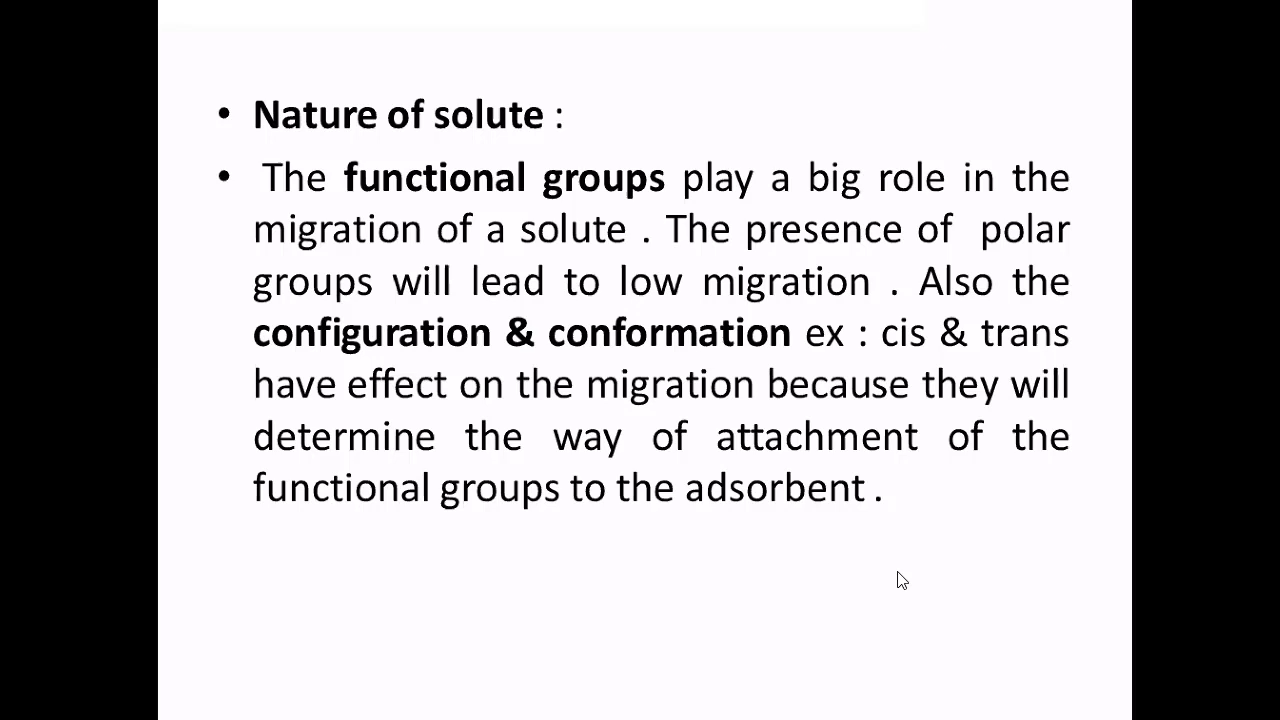 • Nature of solute :
• The functional groups play a big role in the
migration of a solute . The presence of polar
groups will lead to low migration . Also the
configuration & conformation ex : cis & trans
have effect on the migration because they will
determine the way of attachment of the
functional groups to the adsorbent .